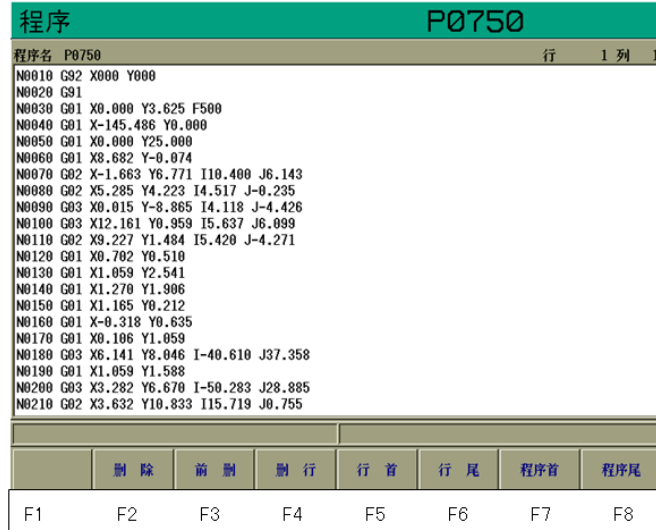 程序 P0750
程序名 P0750 行 1 列 1
N0010 G92 X000 Y000
N0020 G91
N0030 G01 X0.000 Y3.625 F500
N0040 G01 X-145.486 Y0.000
N0050 G01 X0.000 Y25.000
N0060 G01 X8.682 Y-0.074
N0070 G02 X-1.663 Y6.771 I10.400 J6.143
N0080 G02 X5.285 Y4.223 I4.517 J-0.235
N0090 G03 X0.015 Y-8.865 I4.118 J-4.426
N0100 G03 X12.161 Y0.959 I5.637 J6.099
N0110 G02 X9.227 Y1.484 I5.420 J-4.271
N0120 G01 X0.702 Y0.510
N0130 G01 X1.059 Y2.541
N0140 G01 X1.270 Y1.906
N0150 G01 X1.165 Y0.212
N0160 G01 X-0.318 Y0.635
N0170 G01 X0.106 Y1.059
N0180 G03 X6.141 Y8.046 I-40.610 J37.358
N0190 G01 X1.059 Y1.588
N0200 G03 X3.282 Y6.670 I-50.283 J28.885
N0210 G02 X3.632 Y10.833 I15.719 J0.755
删 除 前 删 删 行 行 首 行 尾 程序首 程序尾
F1 F2 F3 F4 F5 F6 F7 F8